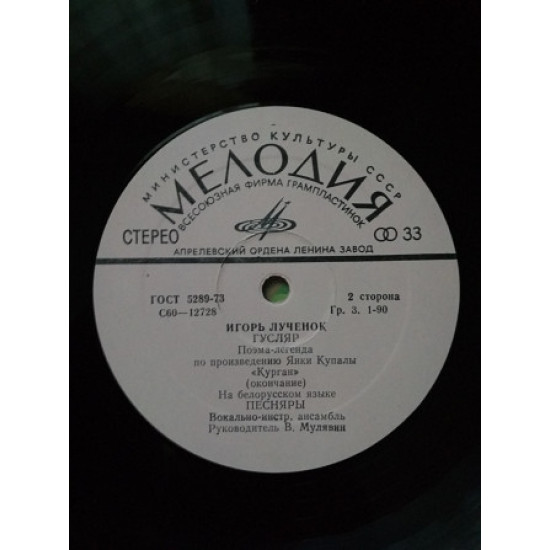 МИНИСТЕРСТВО КУЛЬТУРЫ СССР
МЕЛОДИЯ
ВСЕСОЮЗНАЯ ФИРМА ГРАМПЛАСТИНОК
СТЕРЕО
33
АПРЕЛЕВСКИЙ ОРДЕНА ЛЕНИНА ЗАВОД
ГОСТ 5289-73
2 сторона
С60—12728
Гр. 3. 1-90
ИГОРЬ ЛУЧЕНОК
ГУСЛЯР
Поэма-легенда
по произведению Янки Купалы
«Курган»
(окончание)
На белорусском языке
ПЕСНЯРЫ
Вокально-инстр. ансамбль
Руководитель В. Мулявин